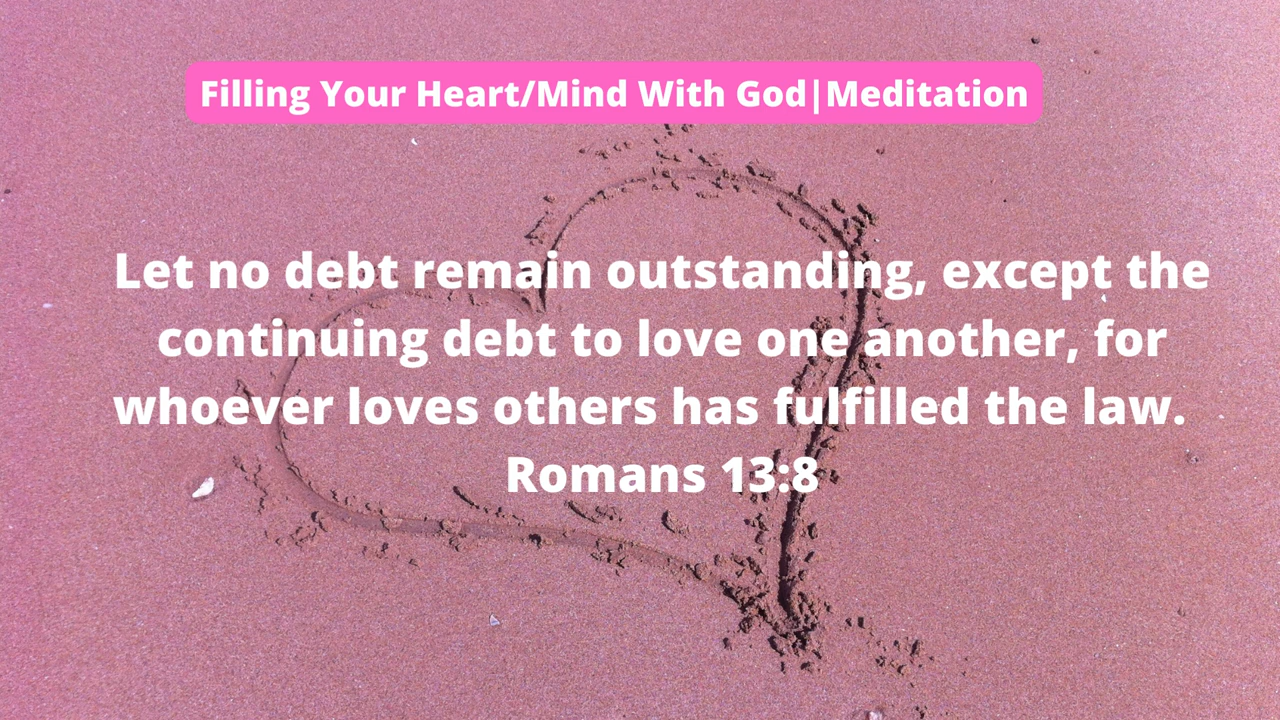 Filling Your Heart/Mind With God|Meditation
Let no debt remain outstanding, except the
continuing debt to love one another, for
whoever loves others has fulfilled the law.
Romans 13:8